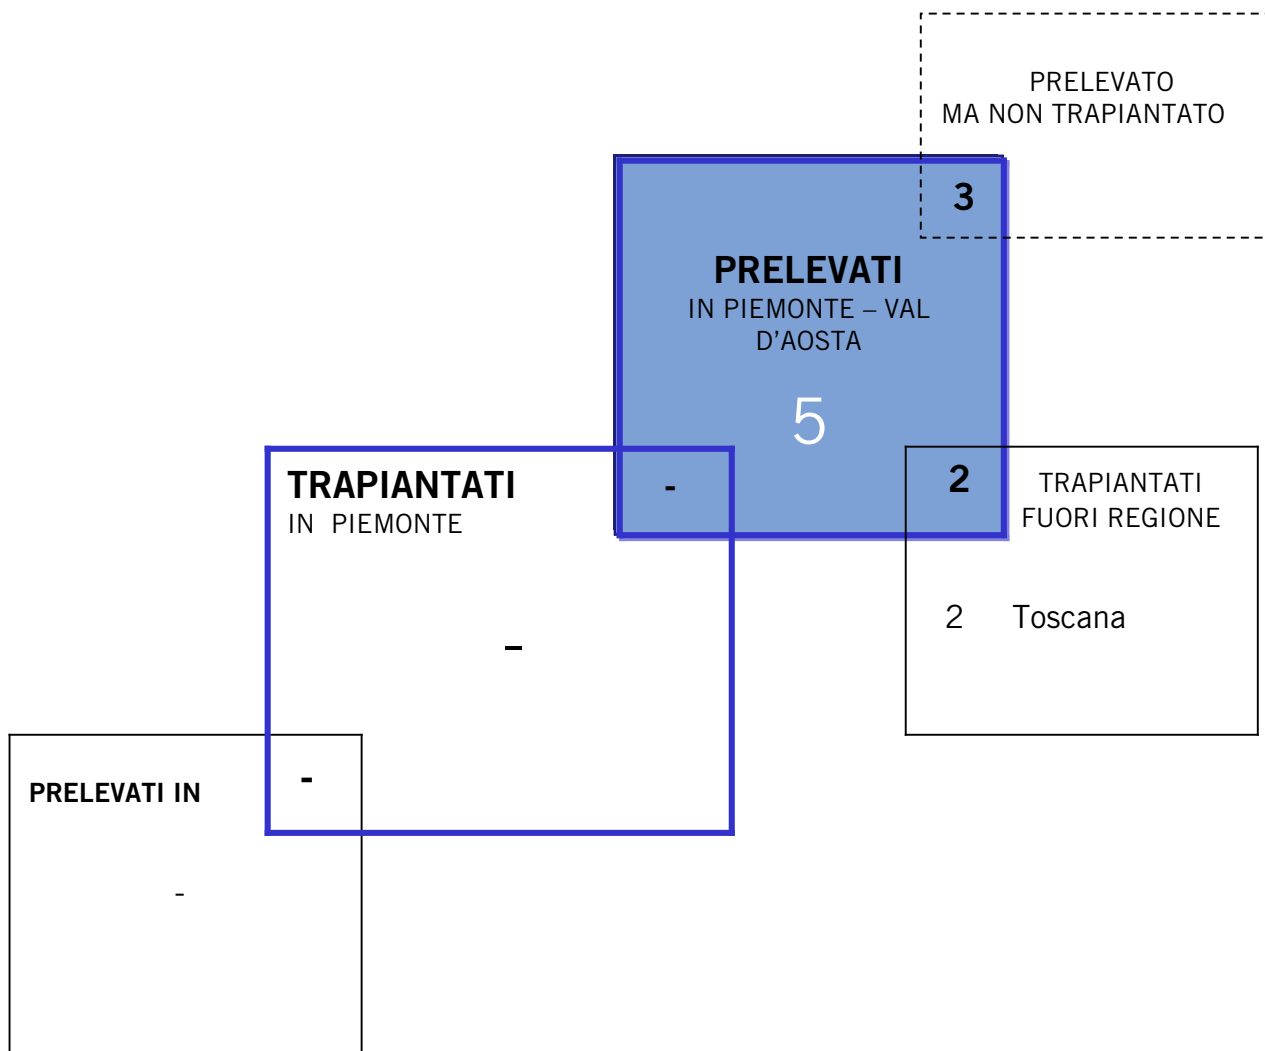 PRELEVATO
MA NON TRAPIANTATO
3
PRELEVATI
IN PIEMONTE – VAL
D'AOSTA
5
TRAPIANTATI
IN PIEMONTE
-
2
TRAPIANTATI
FUORI REGIONE
2 Toscana
–
PRELEVATI IN
-
-